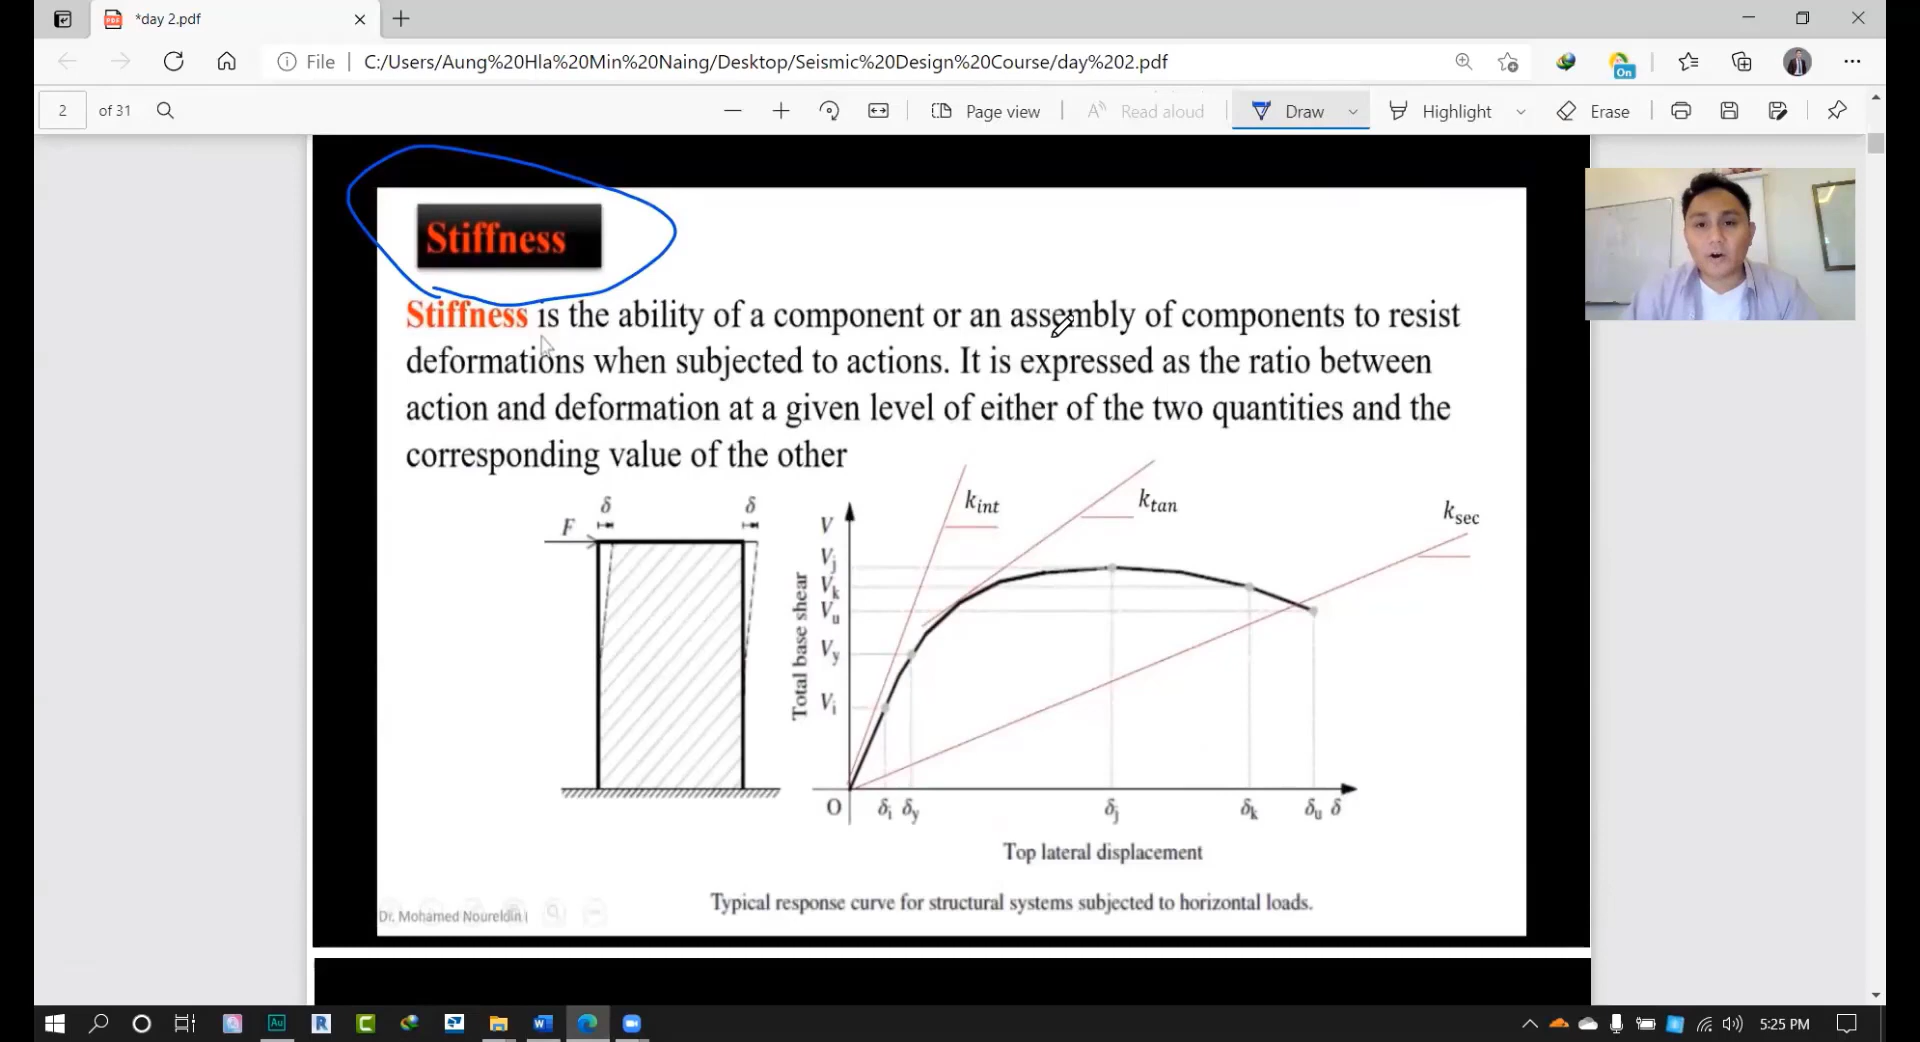 *day 2.pdf
File
C:/Users/Aung%20Hla%20Min%20Naing/Desktop/Seismic%20Design%20Course/day%202.pdf
On
2 of 31
Page view
Read aloud
Draw
Highlight
Erase
Stiffness
Stiffness is the ability of a component or an assembly of components to resist
deformations when subjected to actions. It is expressed as the ratio between
action and deformation at a given level of either of the two quantities and the
corresponding value of the other
δ δ
F
V
Vj
Vk
Vu
Vy
Vi
Total base shear
kint
ktan
ksec
O δi δy δj δk δu δ
Top lateral displacement
Typical response curve for structural systems subjected to horizontal loads.
Dr. Mohamed Noureldin
5:25 PM